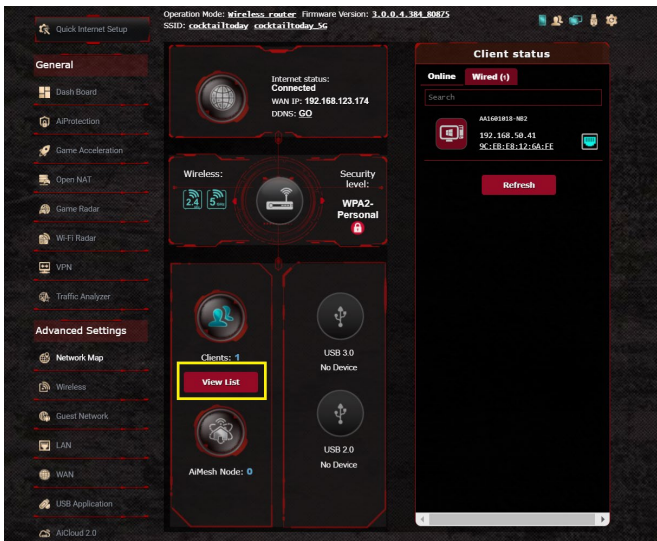 Operation Mode: Wireless router Firmware Version: 3.0.0.4.384_80875
SSID: cocktailtoday cocktailtoday_5G
Quick Internet Setup
General
Dash Board
AiProtection
Game Acceleration
Open NAT
Game Radar
Wi-Fi Radar
VPN
Traffic Analyzer
Advanced Settings
Network Map
Wireless
Guest Network
LAN
WAN
USB Application
AiCloud 2.0
Internet status:
Connected
WAN IP: 192.168.123.174
DDNS: GO
Wireless:
2.4
5 GHz
Security
level:
WPA2-
Personal
Clients: 1
View List
AiMesh Node: 0
USB 3.0
No Device
USB 2.0
No Device
Client status
Online
Wired (1)
Search
AA1601018-NB2
192.168.50.41
9C:EB:E8:12:6A:FE
Refresh